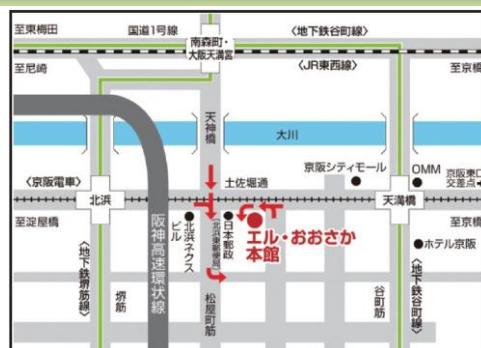 至東梅田
国道1号線
南森町・
大阪天満宮
〈地下鉄谷町線〉
至尼崎
〈JR東西線〉
至京橋
天神橋
大川
〈京阪電車〉
北浜
土佐堀通
京阪シティモール
OMM
京阪東口
交差点
天満橋
至淀屋橋
阪神高速環状線
北浜ネクス
ビル
日本郵政
(北浜東郵便局)
エル・おおさか
本館
至京橋
ホテル京阪
〈地下鉄堺筋線〉
堺筋
松屋町筋
谷町筋
〈地下鉄谷町線〉